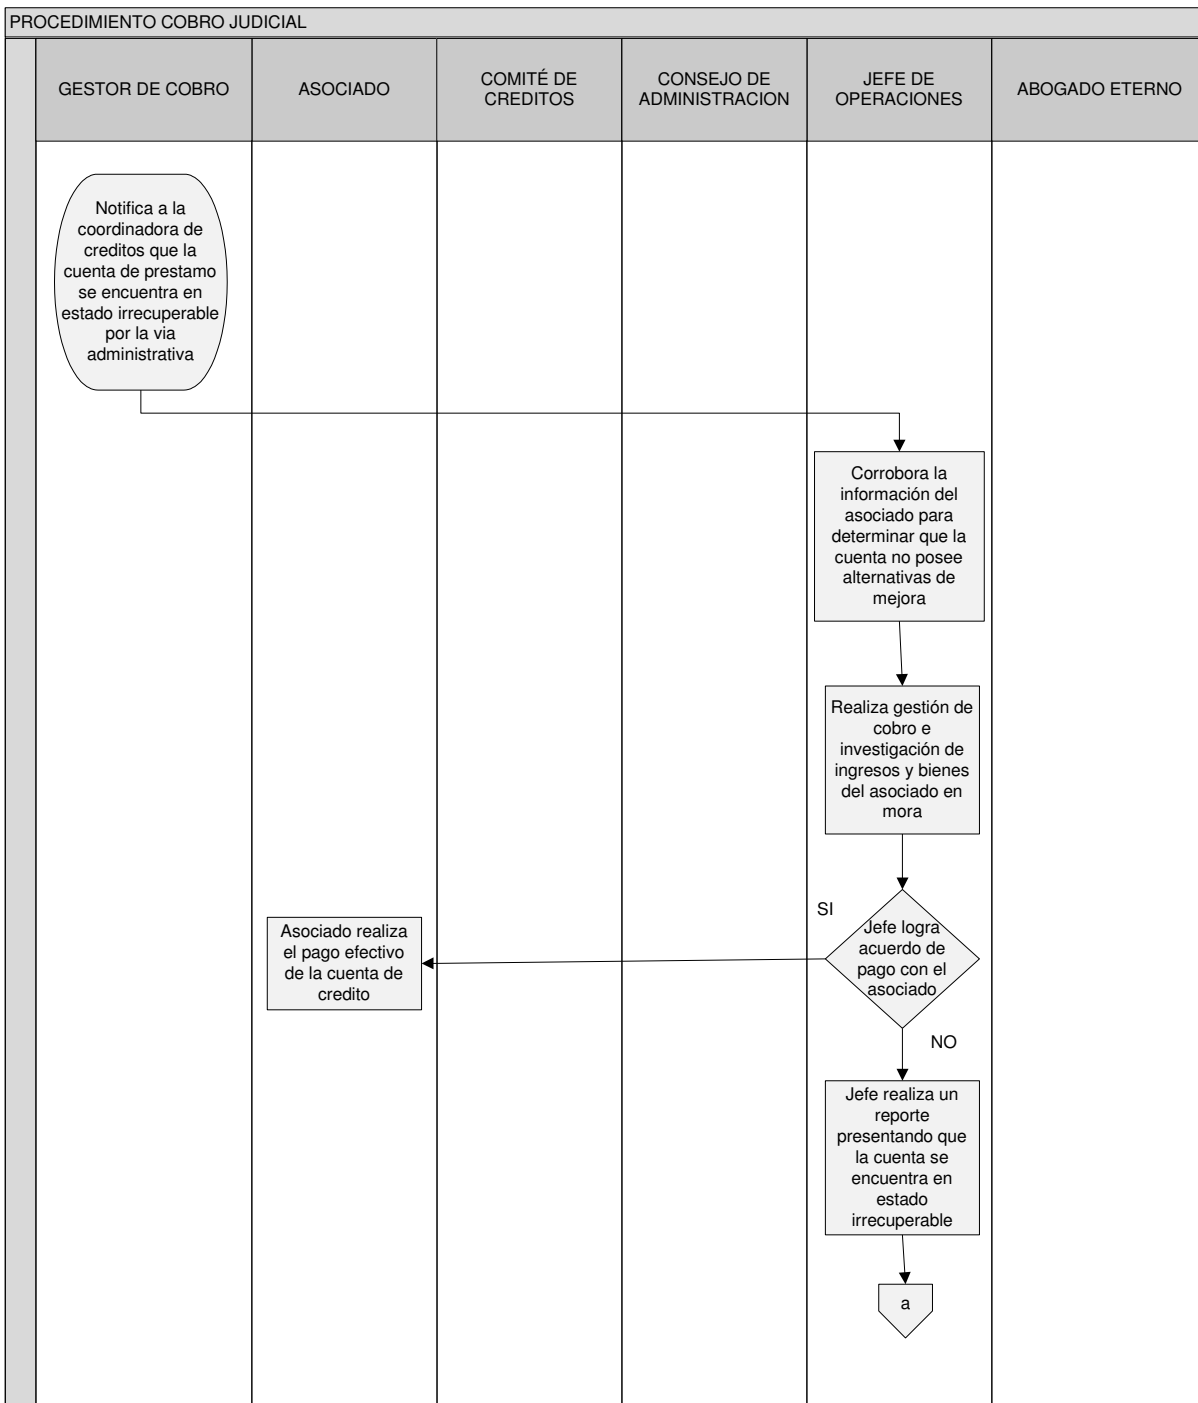 PROCEDIMIENTO COBRO JUDICIAL
GESTOR DE COBRO
ASOCIADO
COMITÉ DE
CREDITOS
CONSEJO DE
ADMINISTRACION
JEFE DE
OPERACIONES
ABOGADO ETERNO
Notifica a la
coordinadora de
creditos que la
cuenta de prestamo
se encuentra en
estado irrecuperable
por la via
administrativa
Corrobora la
información del
asociado para
determinar que la
cuenta no posee
alternativas de
mejora
Realiza gestión de
cobro e
investigación de
ingresos y bienes
del asociado en
mora
SI
Jefe logra
acuerdo de
pago con el
asociado
Asociado realiza
el pago efectivo
de la cuenta de
credito
NO
Jefe realiza un
reporte
presentando que
la cuenta se
encuentra en
estado
irrecuperable
a